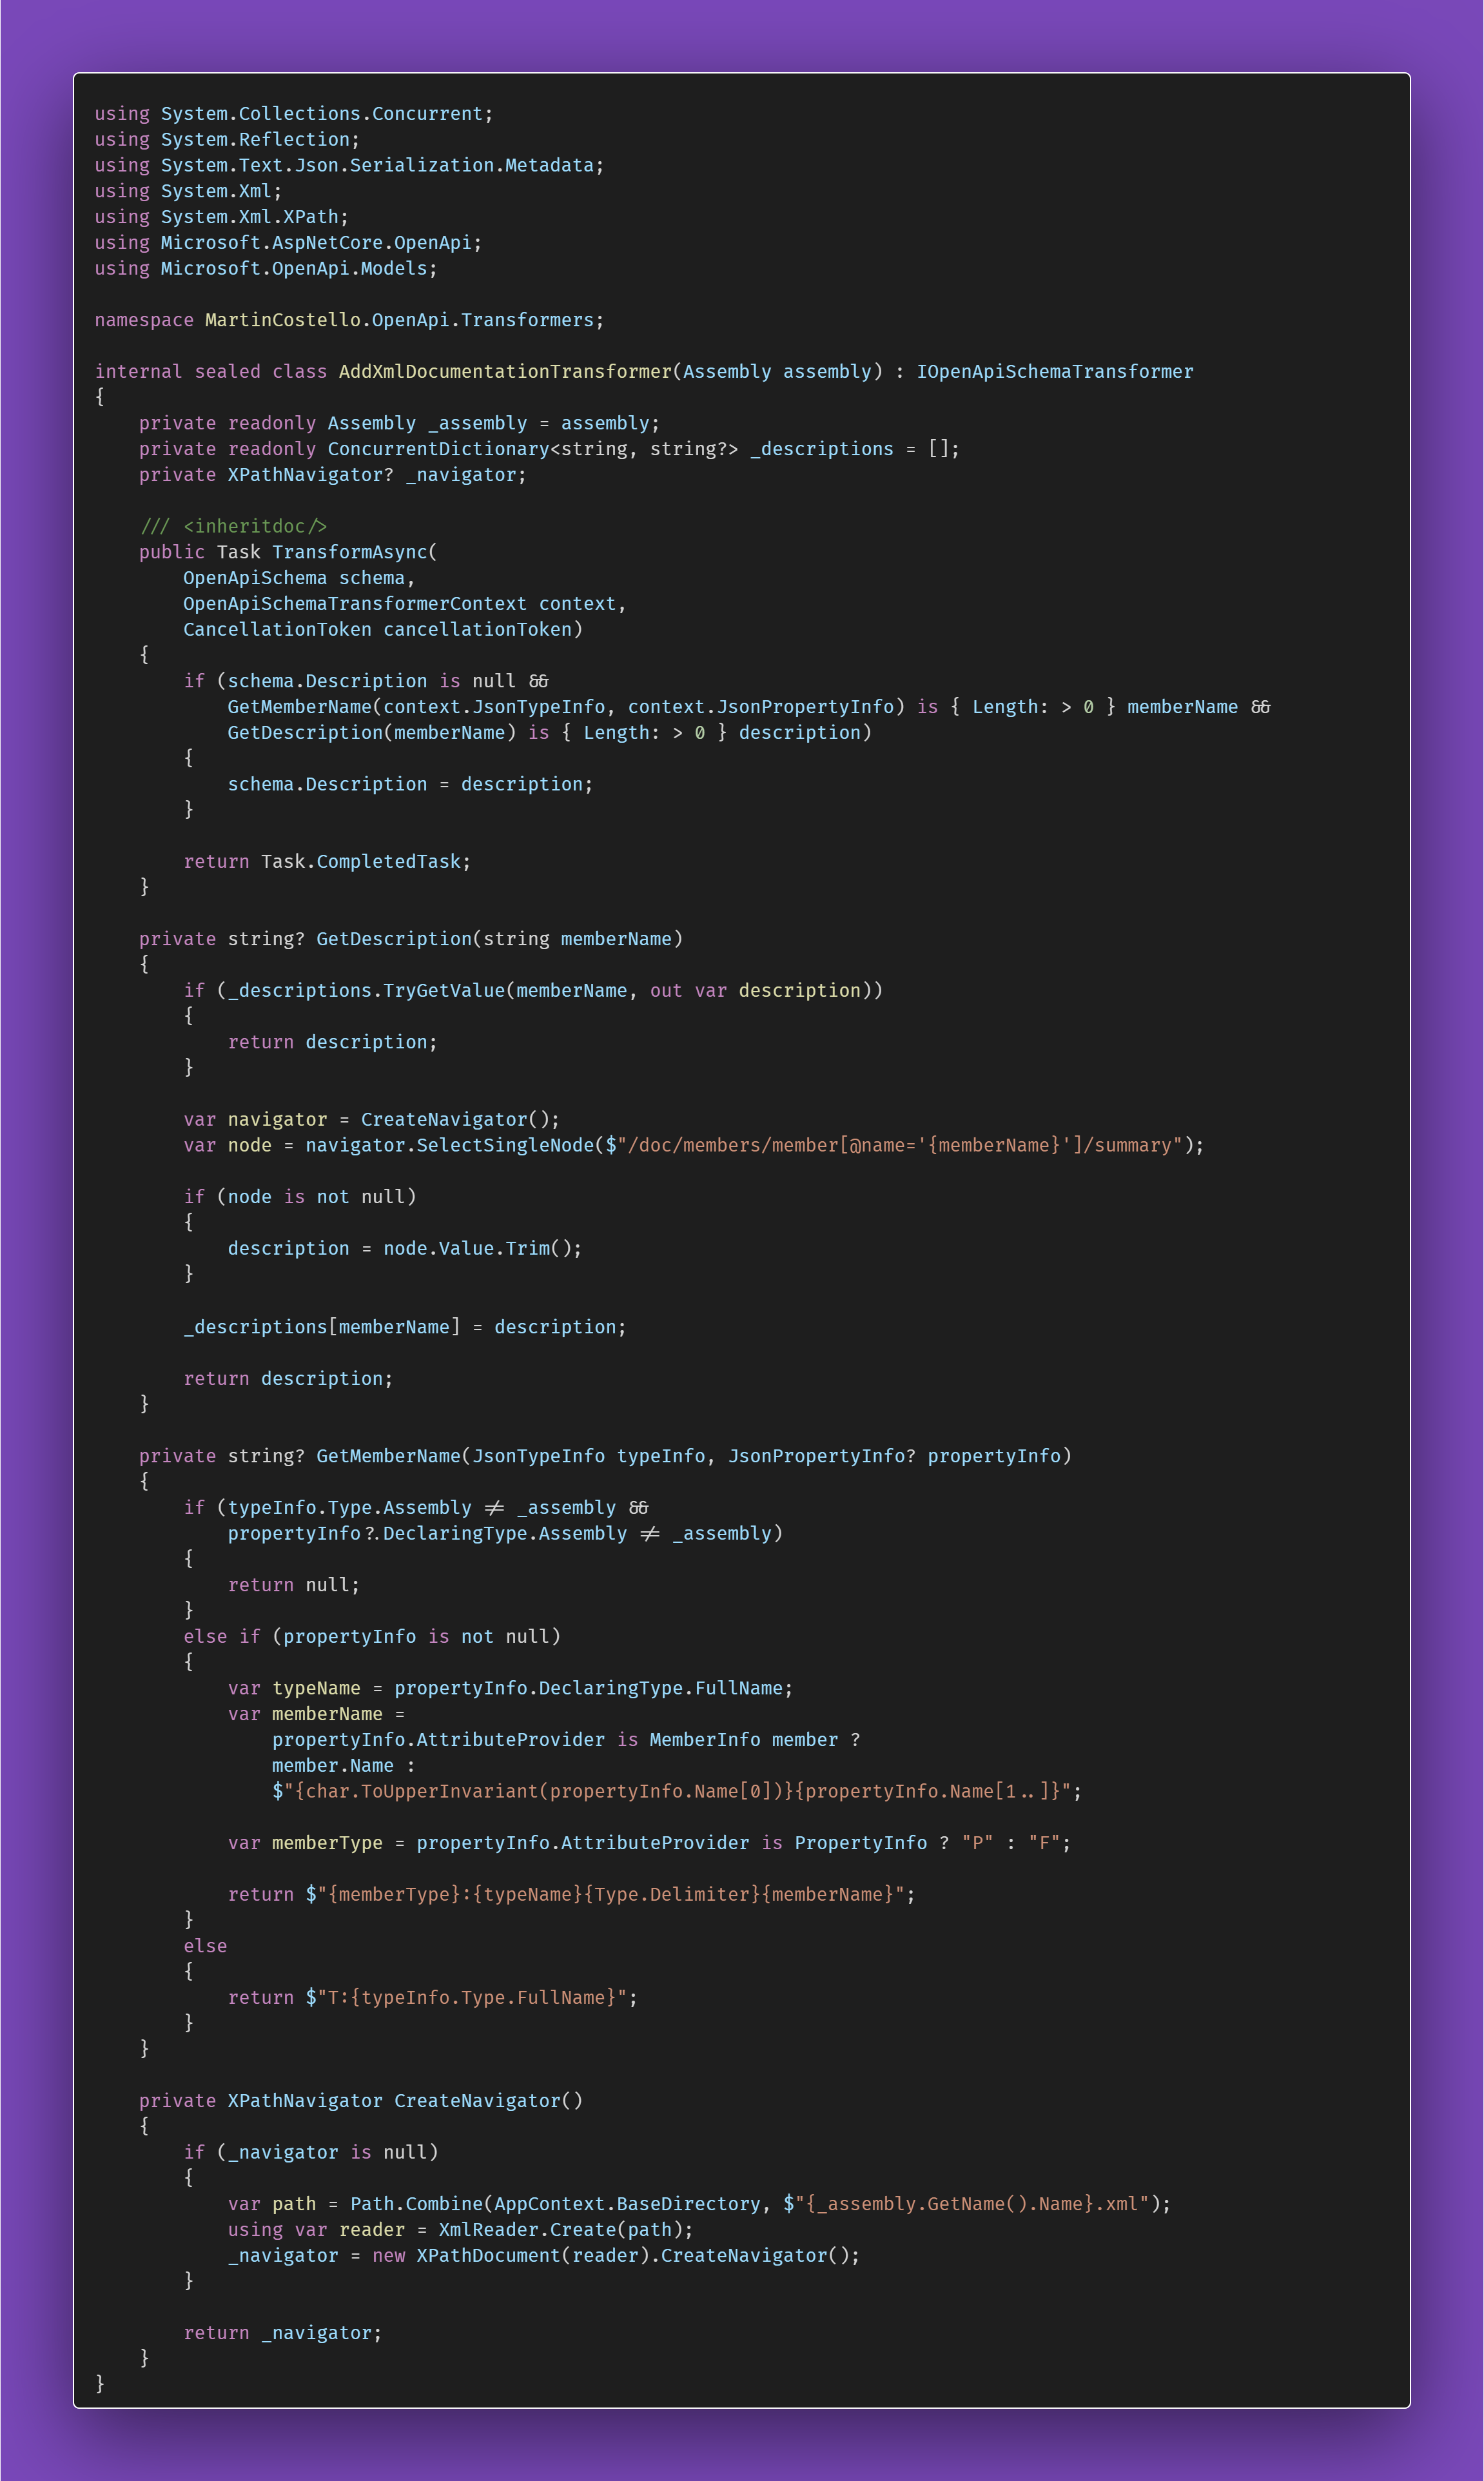 using System.Collections.Concurrent;
using System.Reflection;
using System.Text.Json.Serialization.Metadata;
using System.Xml;
using System.Xml.XPath;
using Microsoft.AspNetCore.OpenApi;
using Microsoft.OpenApi.Models;

namespace MartinCostello.OpenApi.Transformers;

internal sealed class AddXmlDocumentationTransformer(Assembly assembly) : IOpenApiSchemaTransformer
{
    private readonly Assembly _assembly = assembly;
    private readonly ConcurrentDictionary<string, string?> _descriptions = [];
    private XPathNavigator? _navigator;

    /// <inheritdoc/>
    public Task TransformAsync(
        OpenApiSchema schema,
        OpenApiSchemaTransformerContext context,
        CancellationToken cancellationToken)
    {
        if (schema.Description is null &&
            GetMemberName(context.JsonTypeInfo, context.JsonPropertyInfo) is { Length: > 0 } memberName &&
            GetDescription(memberName) is { Length: > 0 } description)
        {
            schema.Description = description;
        }

        return Task.CompletedTask;
    }

    private string? GetDescription(string memberName)
    {
        if (_descriptions.TryGetValue(memberName, out var description))
        {
            return description;
        }

        var navigator = CreateNavigator();
        var node = navigator.SelectSingleNode($"/doc/members/member[@name='{memberName}']/summary");

        if (node is not null)
        {
            description = node.Value.Trim();
        }

        _descriptions[memberName] = description;

        return description;
    }

    private string? GetMemberName(JsonTypeInfo typeInfo, JsonPropertyInfo? propertyInfo)
    {
        if (typeInfo.Type.Assembly != _assembly &&
            propertyInfo?.DeclaringType.Assembly != _assembly)
        {
            return null;
        }
        else if (propertyInfo is not null)
        {
            var typeName = propertyInfo.DeclaringType.FullName;
            var memberName =
                propertyInfo.AttributeProvider is MemberInfo member ?
                member.Name :
                $"{char.ToUpperInvariant(propertyInfo.Name[0])}{propertyInfo.Name[1..]}";

            var memberType = propertyInfo.AttributeProvider is PropertyInfo ? "P" : "F";

            return $"{memberType}:{typeName}{Type.Delimiter}{memberName}";
        }
        else
        {
            return $"T:{typeInfo.Type.FullName}";
        }
    }

    private XPathNavigator CreateNavigator()
    {
        if (_navigator is null)
        {
            var path = Path.Combine(AppContext.BaseDirectory, $"{_assembly.GetName().Name}.xml");
            using var reader = XmlReader.Create(path);
            _navigator = new XPathDocument(reader).CreateNavigator();
        }

        return _navigator;
    }
}